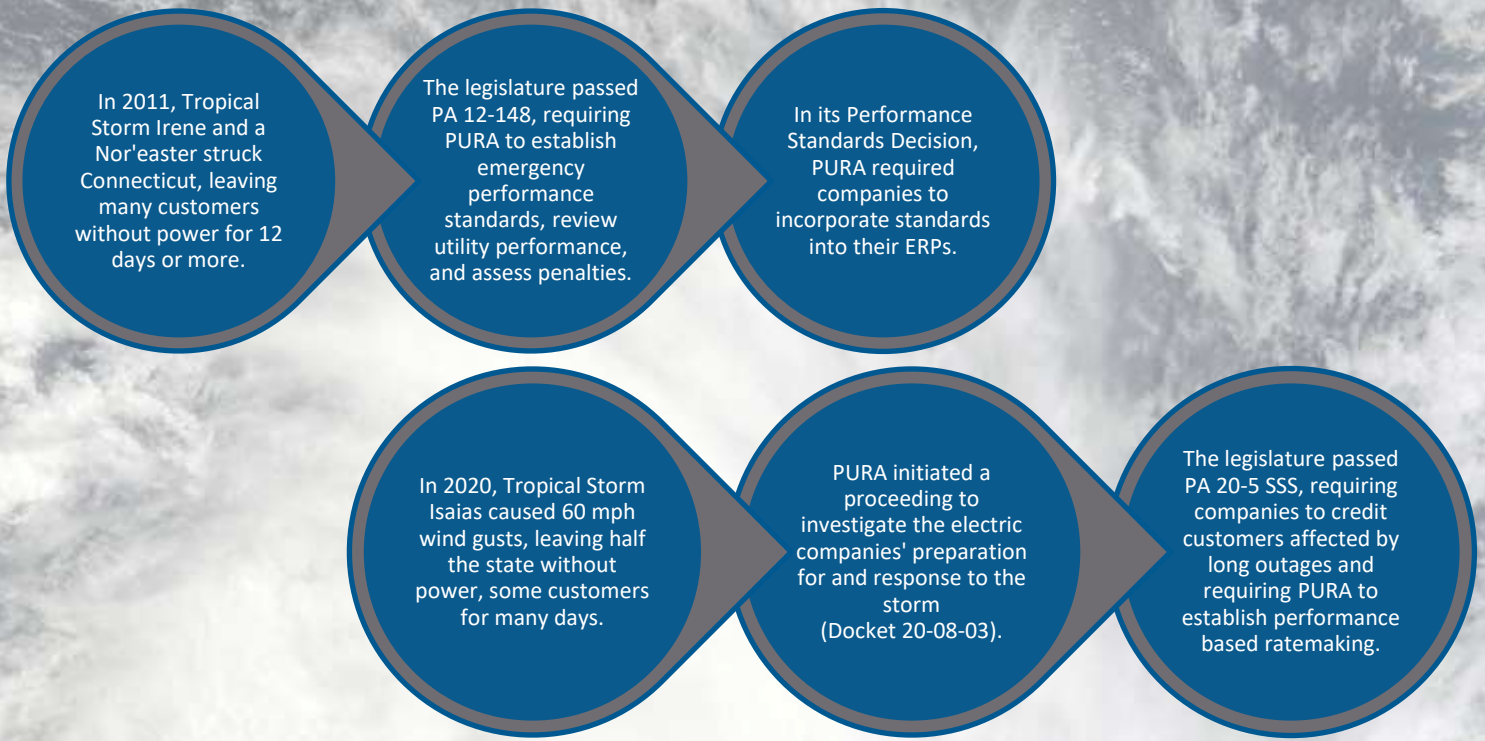 In 2011, Tropical
Storm Irene and a
Nor'easter struck
Connecticut, leaving
many customers
without power for 12
days or more.
The legislature passed
PA 12-148, requiring
PURA to establish
emergency
performance
standards, review
utility performance,
and assess penalties.
In its Performance
Standards Decision,
PURA required
companies to
incorporate standards
into their ERPs.
In 2020, Tropical Storm
Isaias caused 60 mph
wind gusts, leaving half
the state without
power, some customers
for many days.
PURA initiated a
proceeding to
investigate the electric
companies' preparation
for and response to the
storm
(Docket 20-08-03).
The legislature passed
PA 20-5 SSS, requiring
companies to credit
customers affected by
long outages and
requiring PURA to
establish performance
based ratemaking.